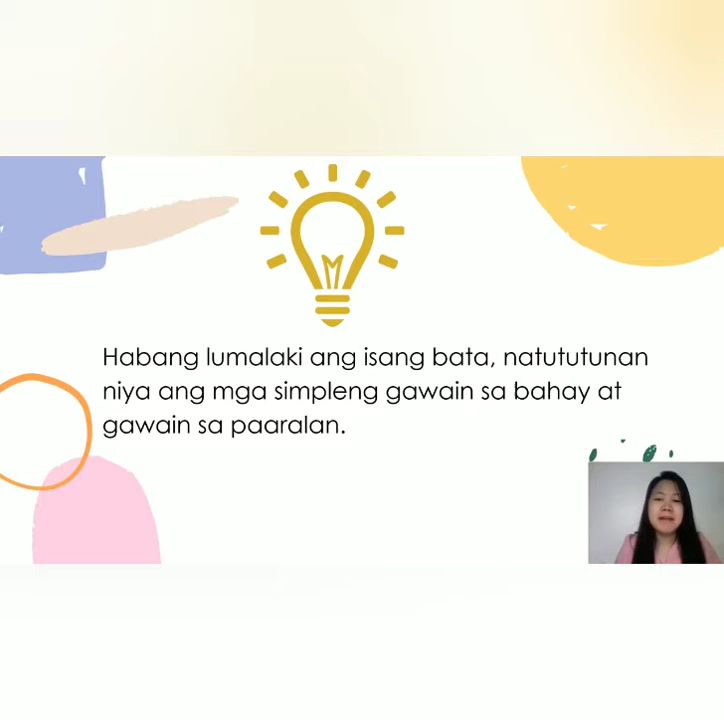 Habang lumalaki ang isang bata, natututunan
niya ang mga simpleng gawain sa bahay at
gawain sa paaralan.